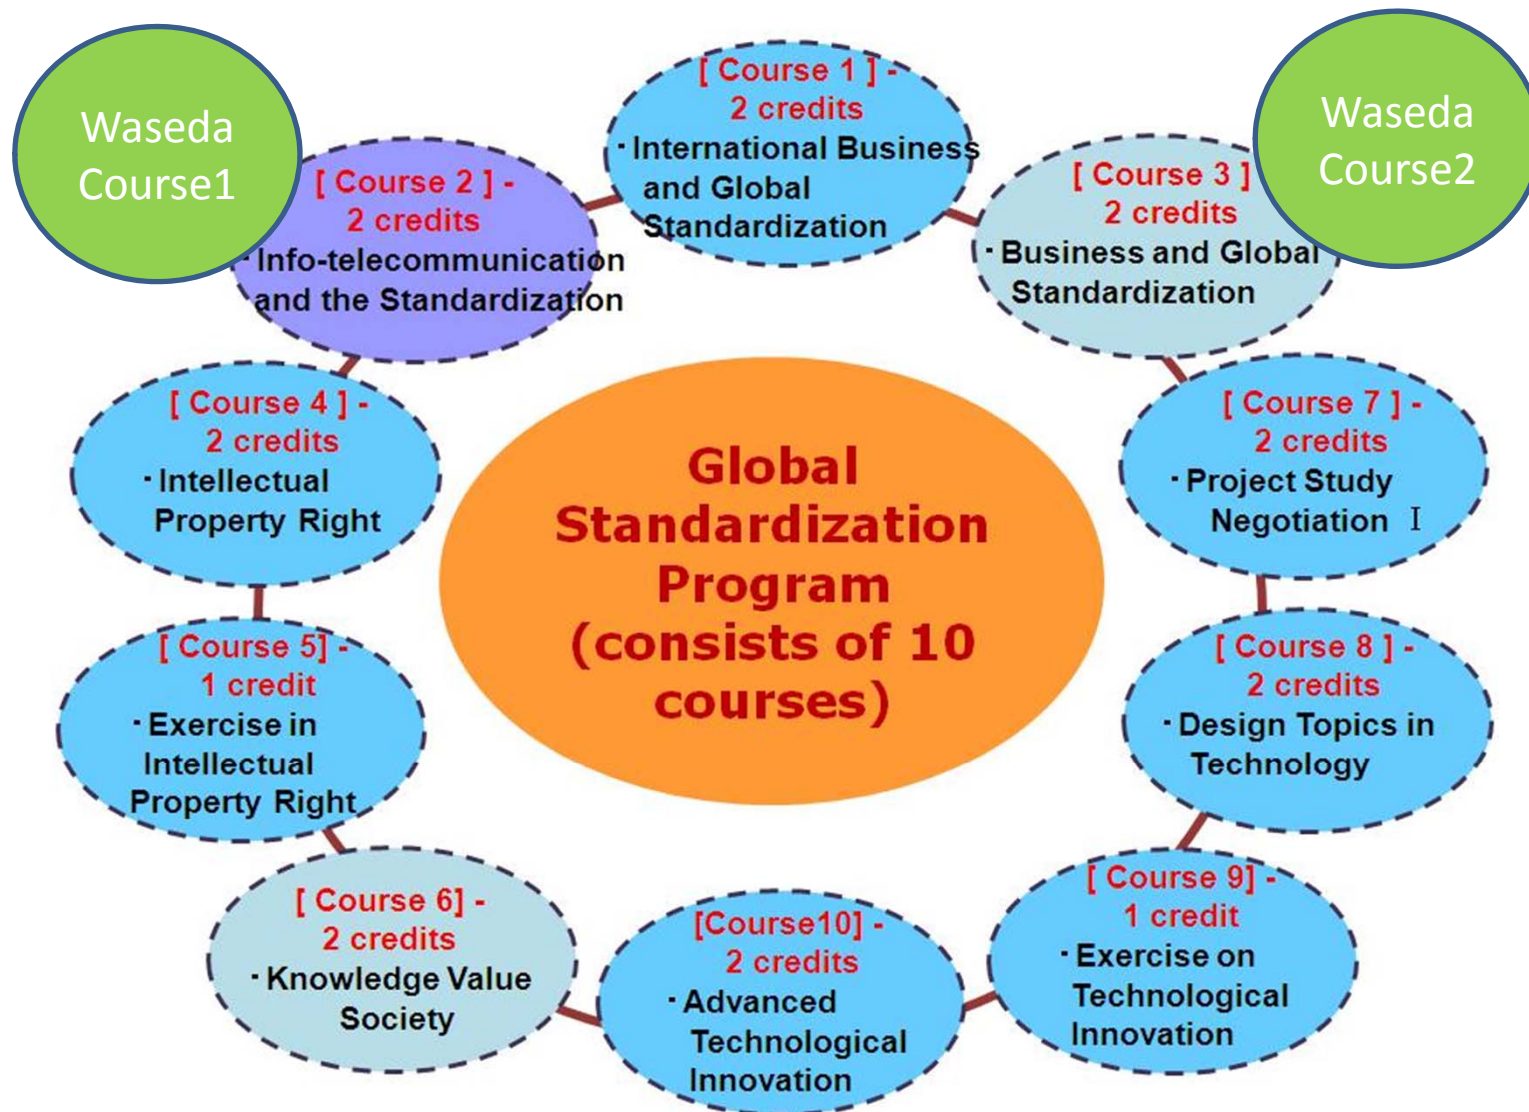 Waseda
Course1
[ Course 1 ] -
2 credits
· International Business
and Global
Standardization
Waseda
Course2
[ Course 2 ] -
2 credits
· Info-telecommunication
and the Standardization
[ Course 3 ]
2 credits
· Business and Global
Standardization
[ Course 4 ] -
2 credits
· Intellectual
Property Right
Global
Standardization
Program
(consists of 10
courses)
[ Course 7 ] -
2 credits
· Project Study
Negotiation
[ Course 5] -
1 credit
· Exercise in
Intellectual
Property Right
[ Course 8 ] -
2 credits
· Design Topics in
Technology
[ Course 6] -
2 credits
· Knowledge Value
Society
[Course10] -
2 credits
· Advanced
Technological
Innovation
[ Course 9] -
1 credit
· Exercise on
Technological
Innovation